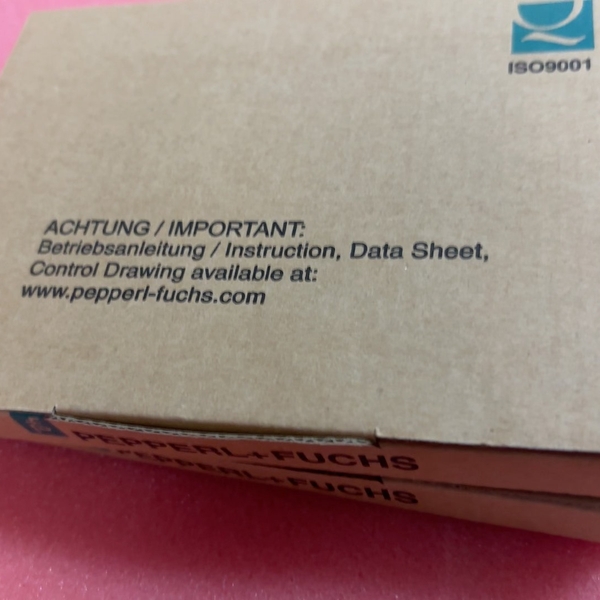 ISO9001
ACHTUNG / IMPORTANT:
Betriebsanleitung / Instruction, Data Sheet,
Control Drawing available at:
www.pepperl-fuchs.com
PEPPERL+FUCHS
PEPPERL+FUCHS